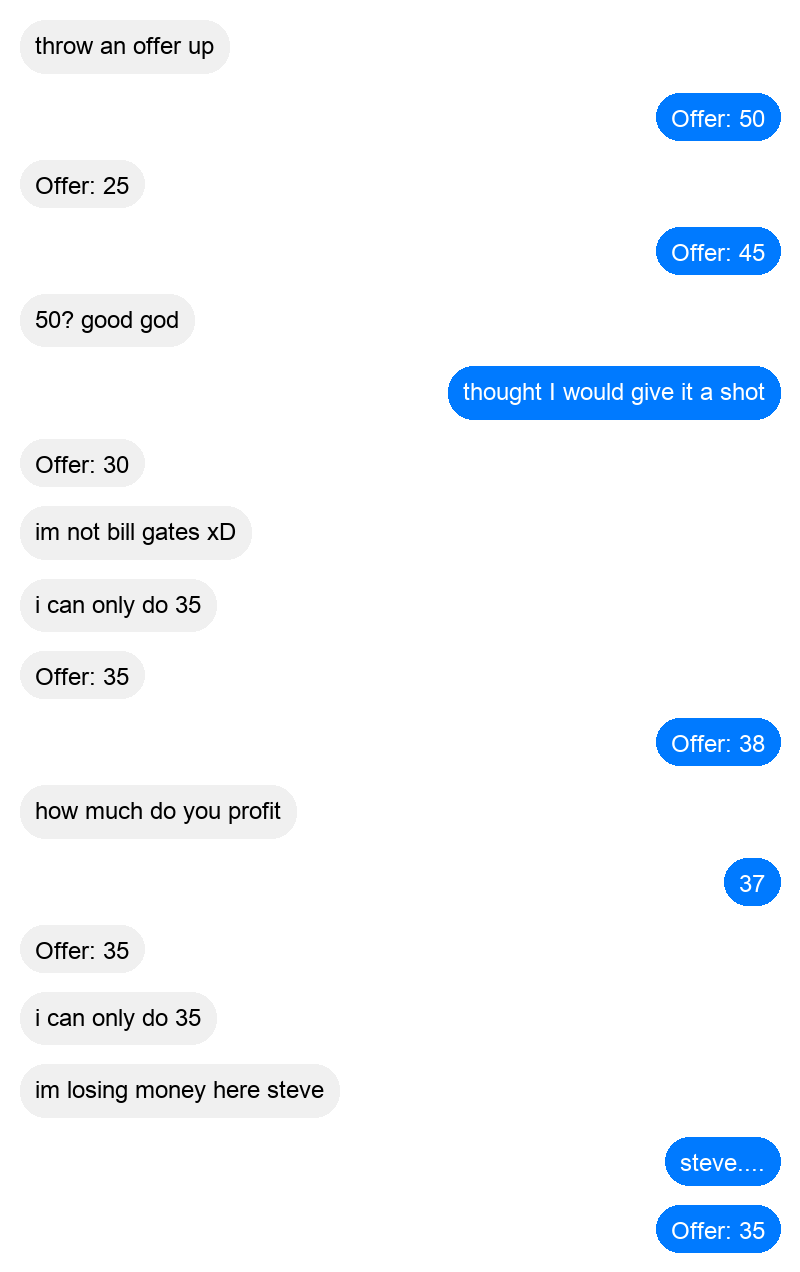 throw an offer up
Offer: 50
Offer: 25
Offer: 45
50? good god
thought I would give it a shot
Offer: 30
im not bill gates xD
i can only do 35
Offer: 35
Offer: 38
how much do you profit
37
Offer: 35
i can only do 35
im losing money here steve
steve....
Offer: 35